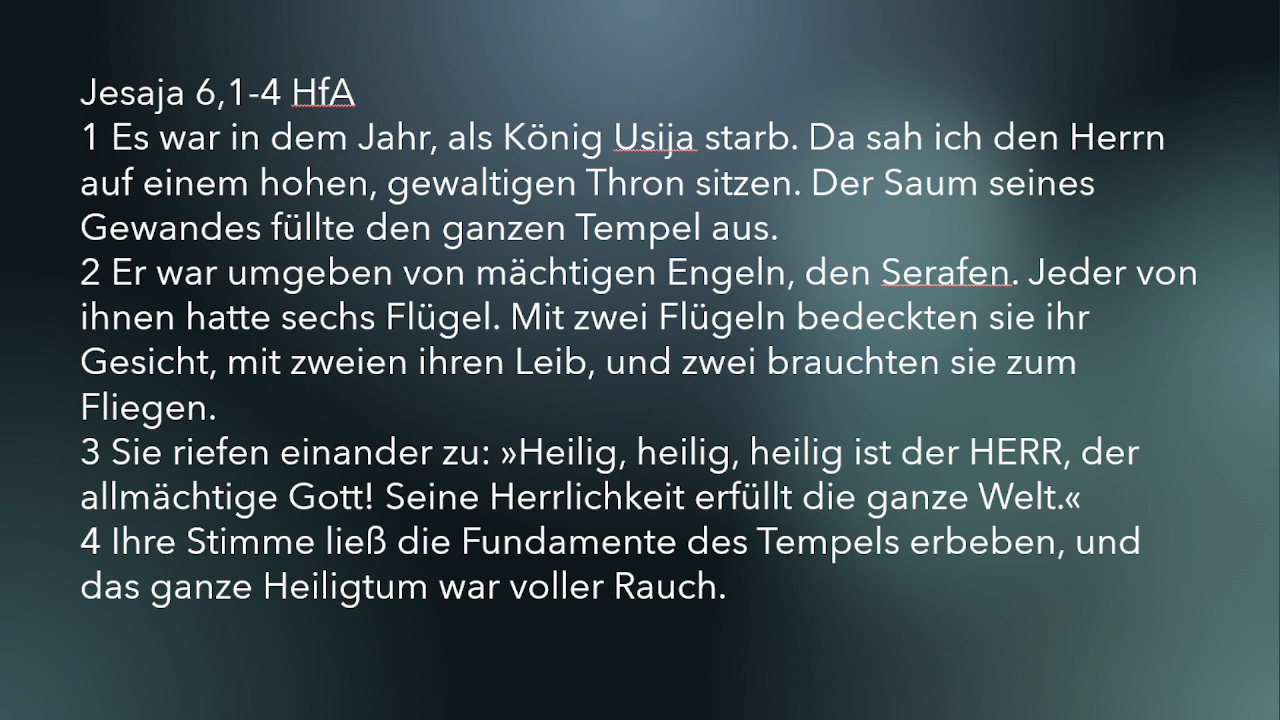 Jesaja 6,1-4 HfA
1 Es war in dem Jahr, als König Usija starb. Da sah ich den Herrn
auf einem hohen, gewaltigen Thron sitzen. Der Saum seines
Gewandes füllte den ganzen Tempel aus.
2 Er war umgeben von mächtigen Engeln, den Serafen. Jeder von
ihnen hatte sechs Flügel. Mit zwei Flügeln bedeckten sie ihr
Gesicht, mit zweien ihren Leib, und zwei brauchten sie zum
Fliegen.
3 Sie riefen einander zu: »Heilig, heilig, heilig ist der HERR, der
allmächtige Gott! Seine Herrlichkeit erfüllt die ganze Welt.«
4 Ihre Stimme ließ die Fundamente des Tempels erbeben, und
das ganze Heiligtum war voller Rauch.